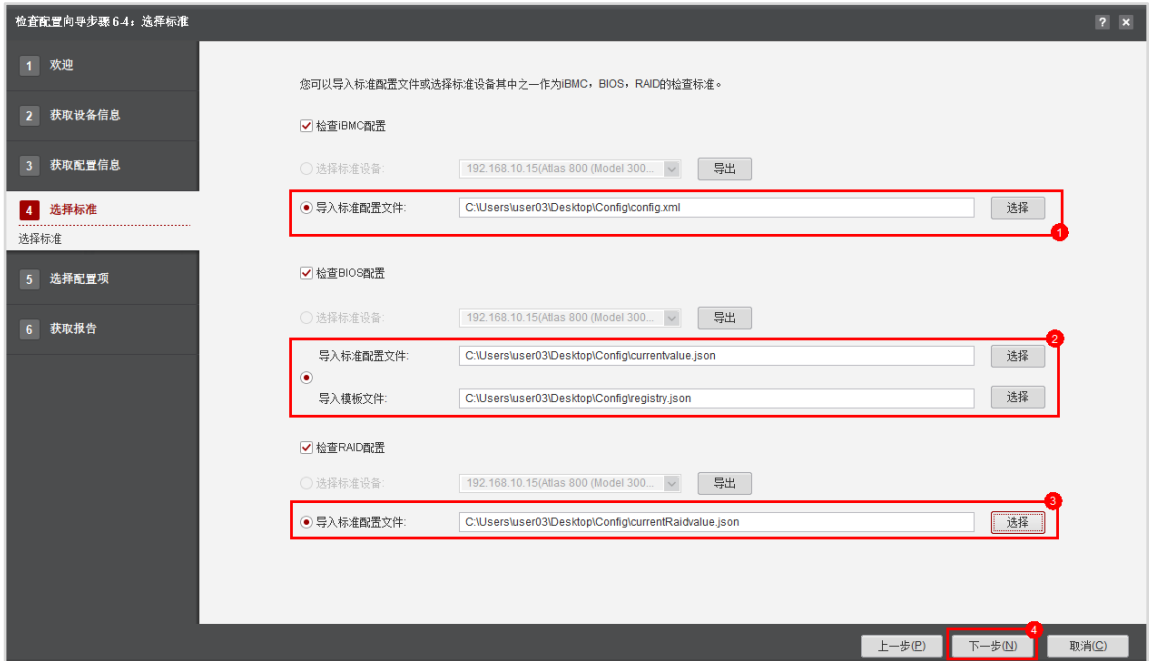 检查配置向导步骤 6-4：选择标准
? ×
1 欢迎
2 获取设备信息
3 获取配置信息
4 选择标准
选择标准
5 选择配置项
6 获取报告
您可以导入标准配置文件或选择标准设备其中之一作为iBMC，BIOS，RAID的检查标准。
检查iBMC配置
选择标准设备: 192.168.10.15(Atlas 800 (Model 300... 导出
导入标准配置文件: C:\Users\user03\Desktop\Config\config.xml 选择
1
检查BIOS配置
选择标准设备: 192.168.10.15(Atlas 800 (Model 300... 导出
2
导入标准配置文件: C:\Users\user03\Desktop\Config\currentvalue.json 选择
导入模板文件: C:\Users\user03\Desktop\Config\registry.json 选择
检查RAID配置
选择标准设备: 192.168.10.15(Atlas 800 (Model 300... 导出
3
导入标准配置文件: C:\Users\user03\Desktop\Config\currentRaidvalue.json 选择
4
上一步(P) 下一步(N) 取消(C)